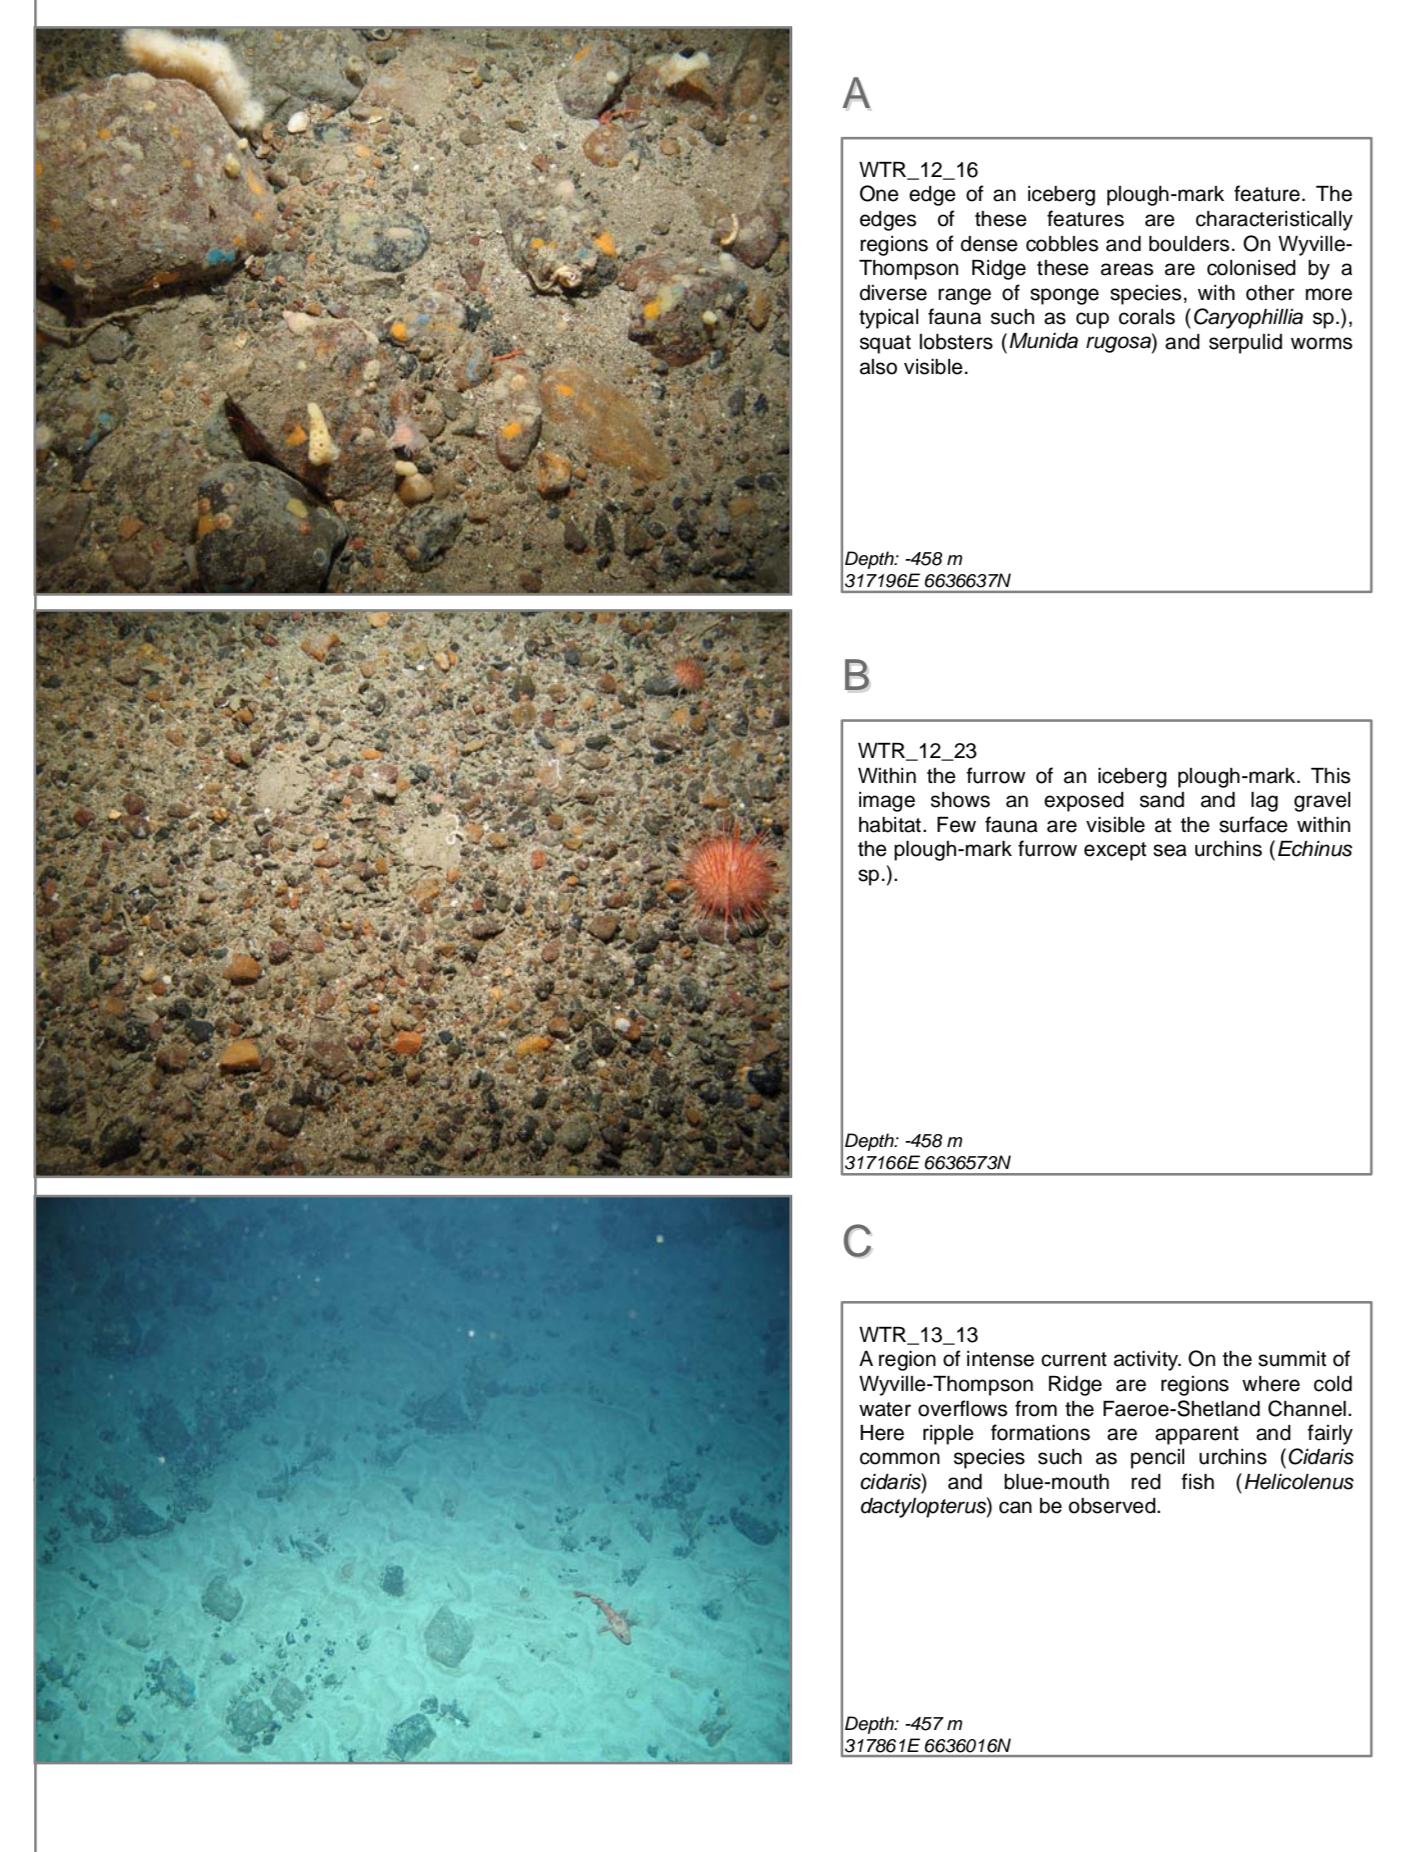 A
WTR_12_16
One edge of an iceberg plough-mark feature. The
edges of these features are characteristically
regions of dense cobbles and boulders. On Wyville-
Thompson Ridge these areas are colonised by a
diverse range of sponge species, with other more
typical fauna such as cup corals (Caryophillia sp.),
squat lobsters (Munida rugosa) and serpulid worms
also visible.
Depth: -458 m
317196E 6636637N
B
WTR_12_23
Within the furrow of an iceberg plough-mark. This
image shows an exposed sand and lag gravel
habitat. Few fauna are visible at the surface within
the plough-mark furrow except sea urchins (Echinus
sp.).
Depth: -458 m
317166E 6636573N
C
WTR_13_13
A region of intense current activity. On the summit of
Wyville-Thompson Ridge are regions where cold
water overflows from the Faeroe-Shetland Channel.
Here ripple formations are apparent and fairly
common species such as pencil urchins (Cidaris
cidaris) and blue-mouth red fish (Helicolenus
dactylopterus) can be observed.
Depth: -457 m
317861E 6636016N